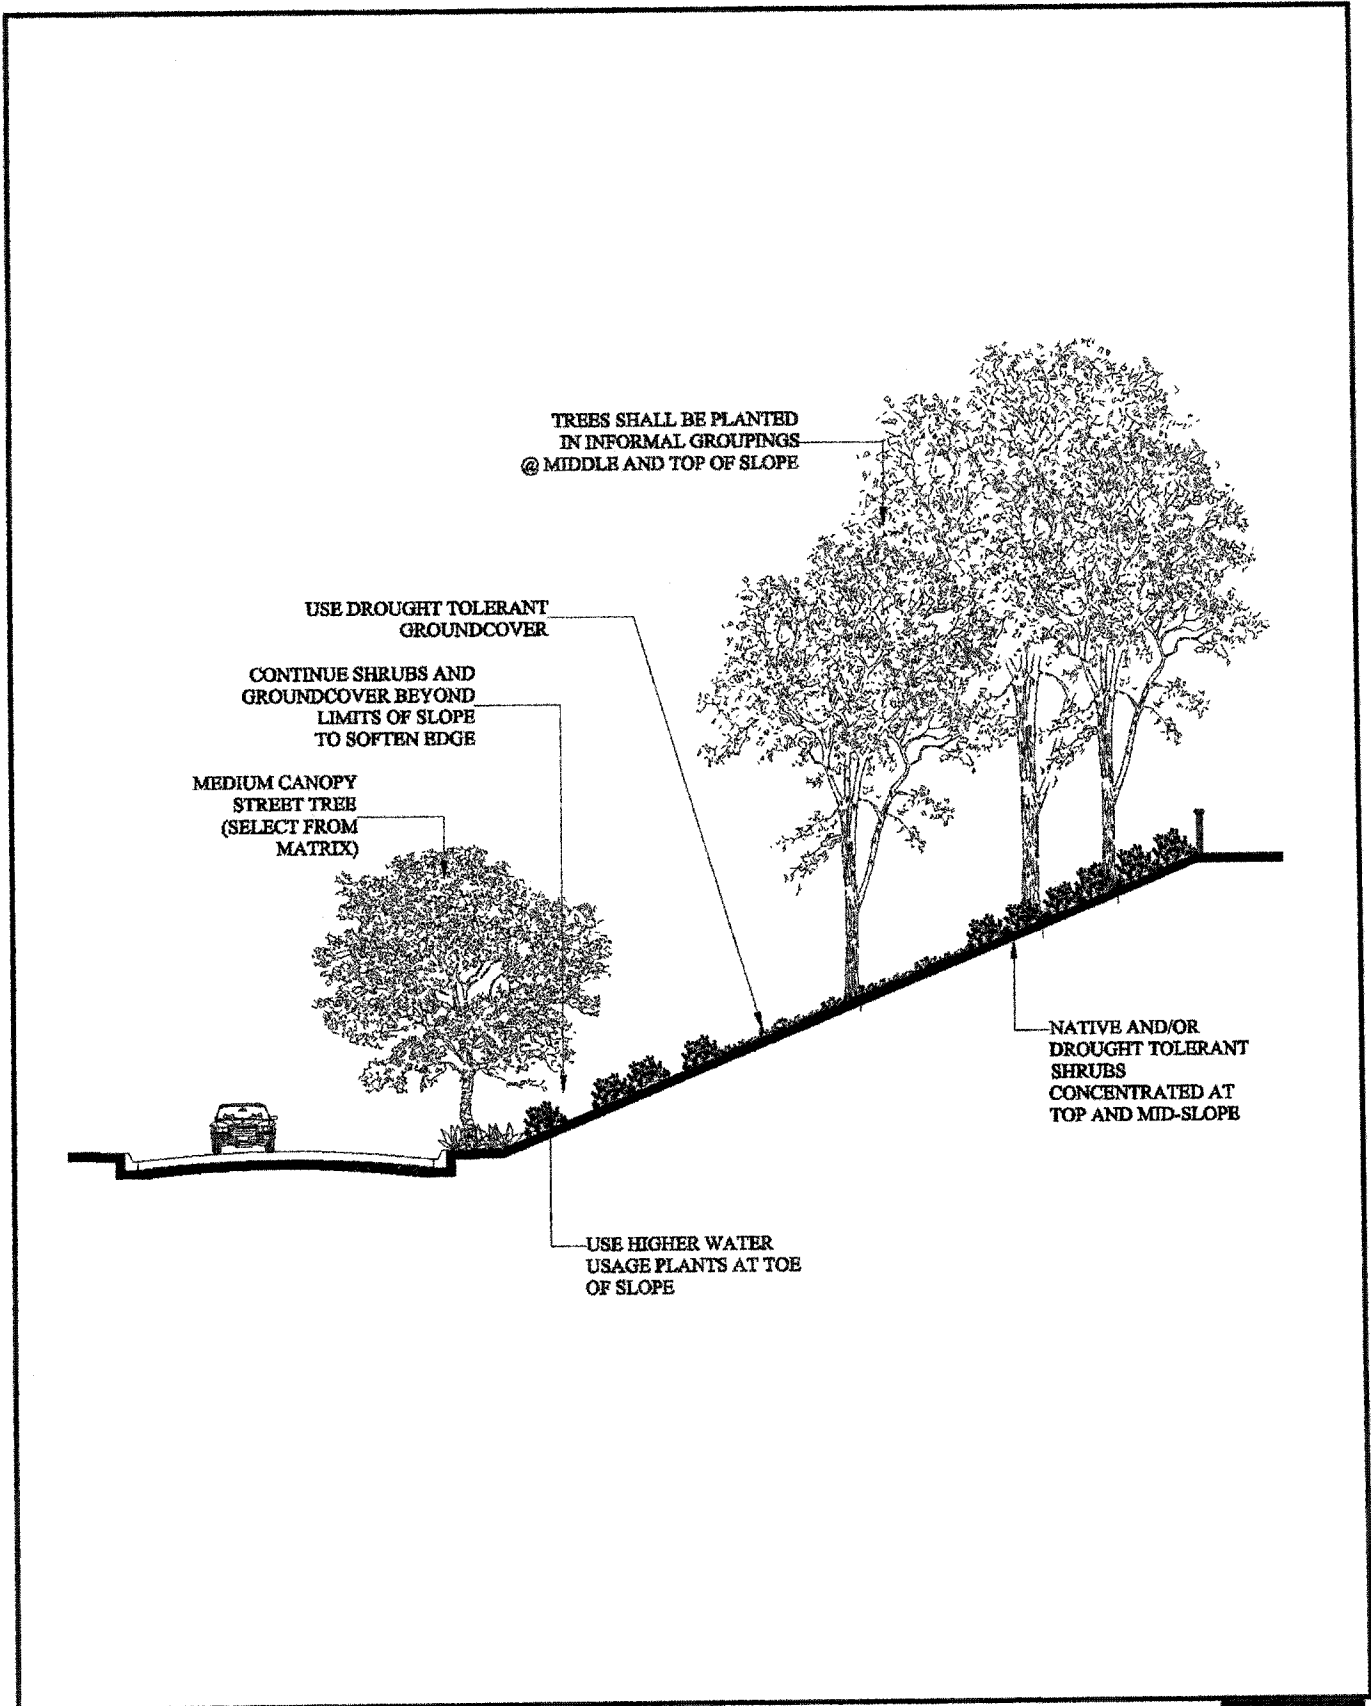 TREES SHALL BE PLANTED
IN INFORMAL GROUPINGS
@ MIDDLE AND TOP OF SLOPE
USE DROUGHT TOLERANT
GROUNDCOVER
CONTINUE SHRUBS AND
GROUNDCOVER BEYOND
LIMITS OF SLOPE
TO SOFTEN EDGE
MEDIUM CANOPY
STREET TREE
(SELECT FROM
MATRIX)
NATIVE AND/OR
DROUGHT TOLERANT
SHRUBS
CONCENTRATED AT
TOP AND MID-SLOPE
USE HIGHER WATER
USAGE PLANTS AT TOE
OF SLOPE